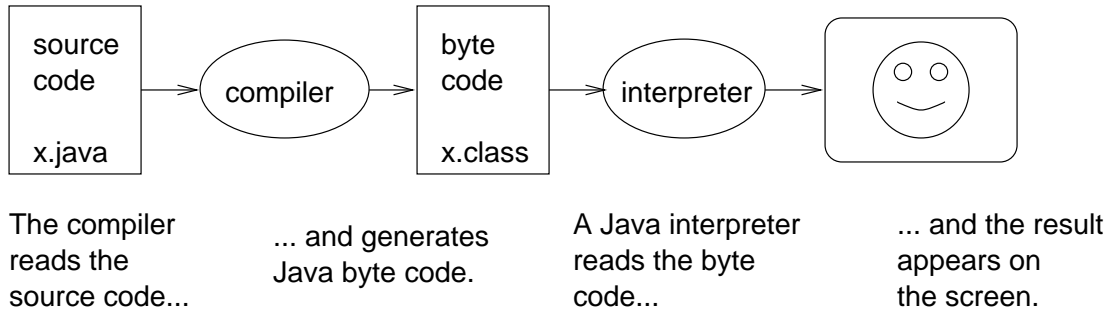 source
code
x.java
compiler
byte
code
x.class
interpreter
The compiler
reads the
source code...
... and generates
Java byte code.
A Java interpreter
reads the byte
code...
... and the result
appears on
the screen.